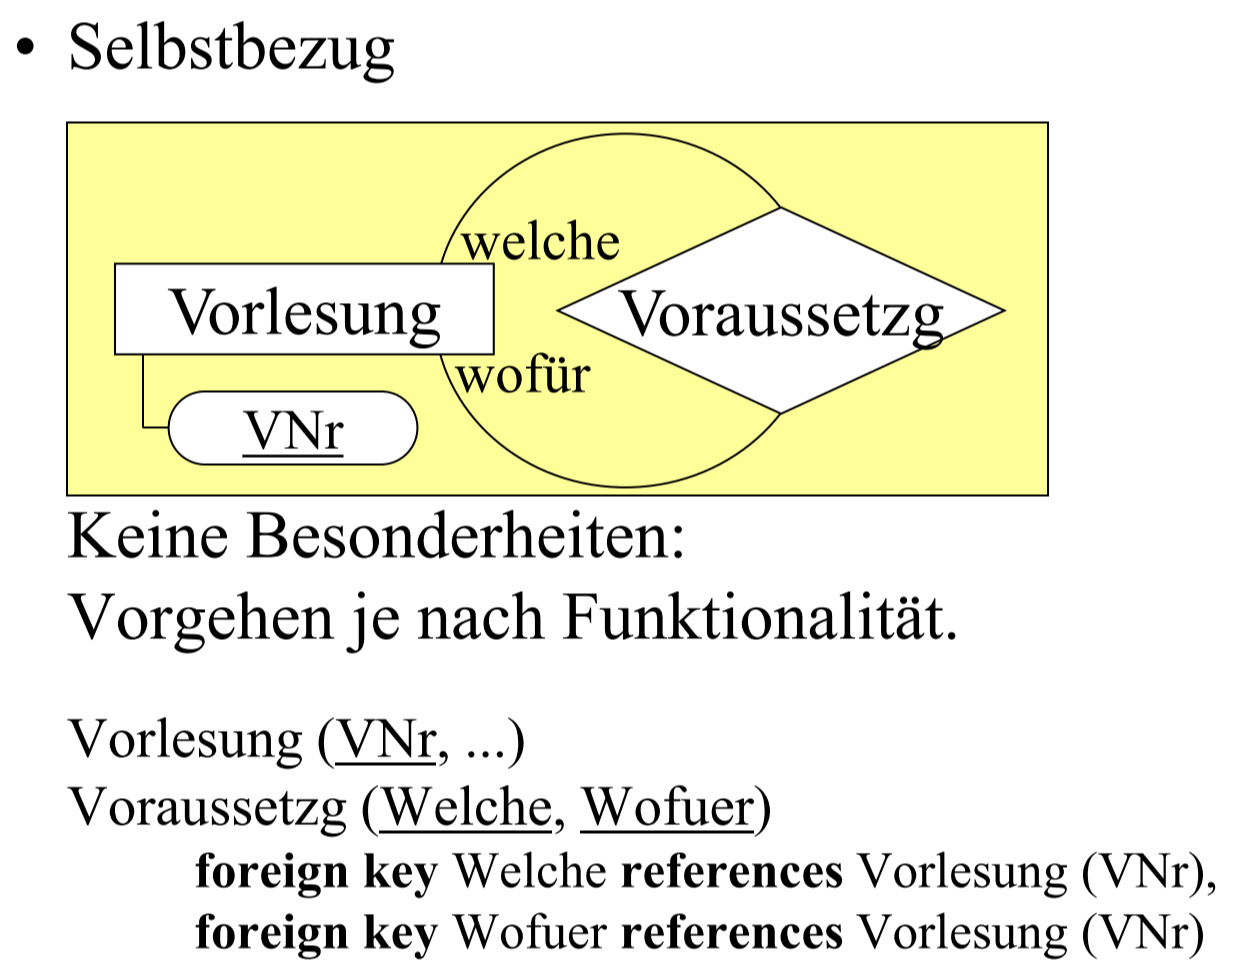 • Selbstbezug
welche
Vorlesung
Voraussetzg
wofür
VNr
Keine Besonderheiten:
Vorgehen je nach Funktionalität.
Vorlesung (VNr, ...)
Voraussetzg (Welche, Wofuer)
foreign key Welche references Vorlesung (VNr),
foreign key Wofuer references Vorlesung (VNr)